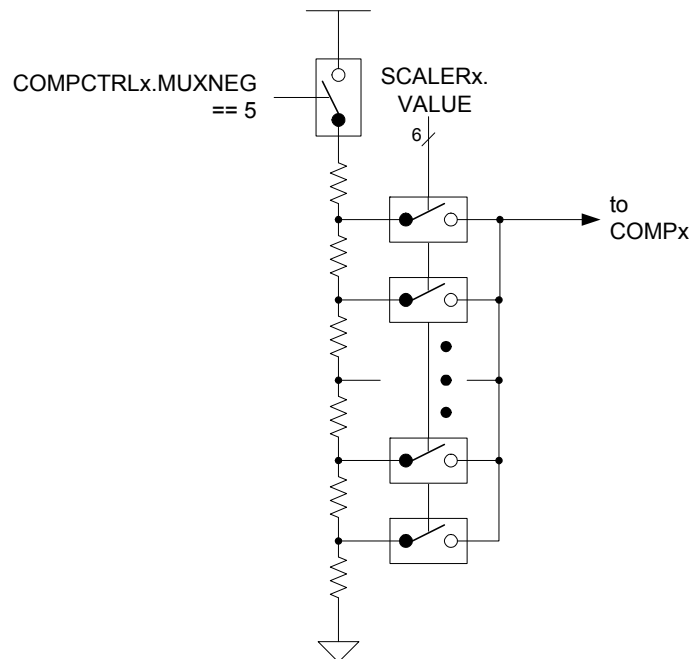 COMPCTRLx.MUXNEG
== 5
SCALERx.
VALUE
6
to
COMPx